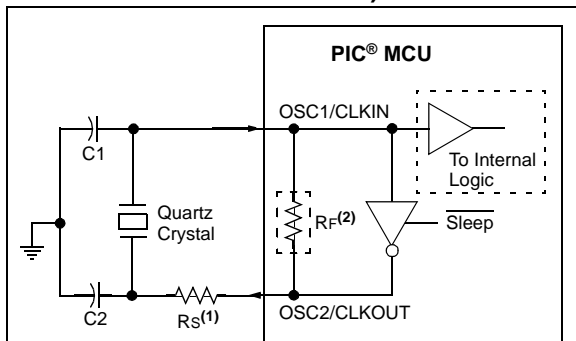 PIC® MCU
OSC1/CLKIN
C1
To Internal
Logic
Quartz
Crystal
RF(2)
Sleep
C2
RS(1)
OSC2/CLKOUT